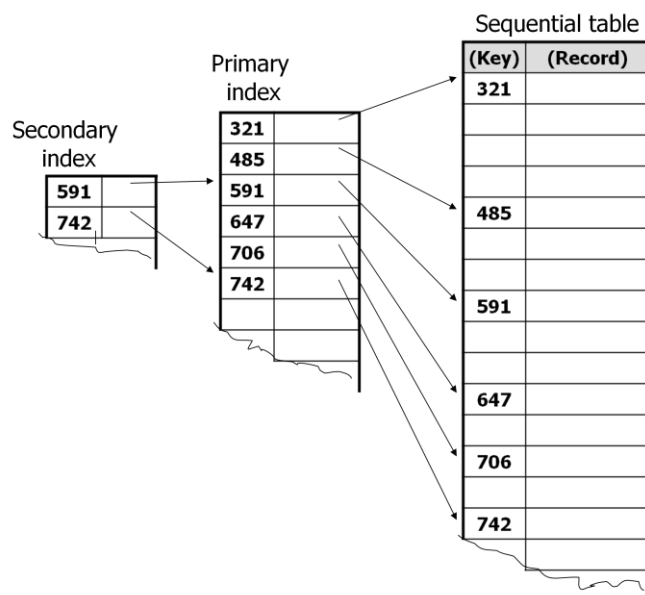 Sequential table
(Key) (Record)
321
485
591
647
706
742
Primary
index
321
485
591
647
706
742
Secondary
index
591
742